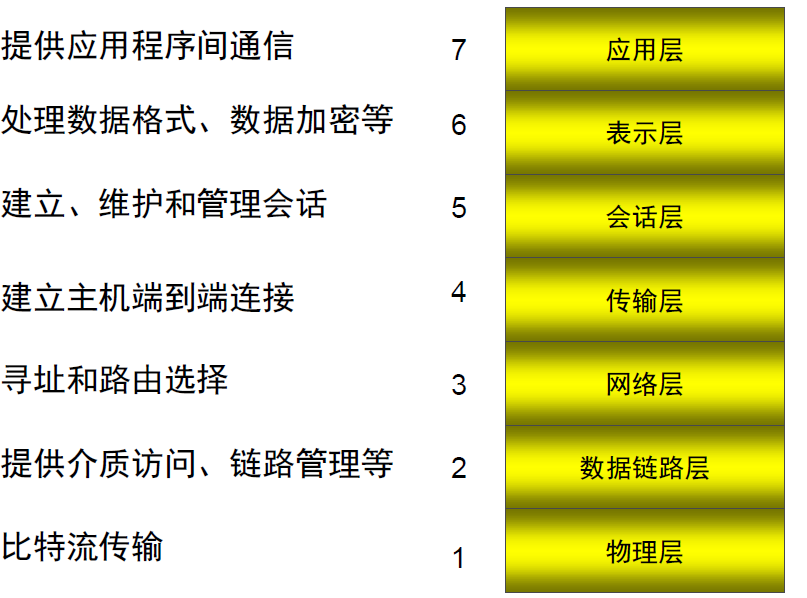 提供应用程序间通信 7 应用层
处理数据格式、数据加密等 6 表示层
建立、维护和管理会话 5 会话层
建立主机端到端连接 4 传输层
寻址和路由选择 3 网络层
提供介质访问、链路管理等 2 数据链路层
比特流传输 1 物理层